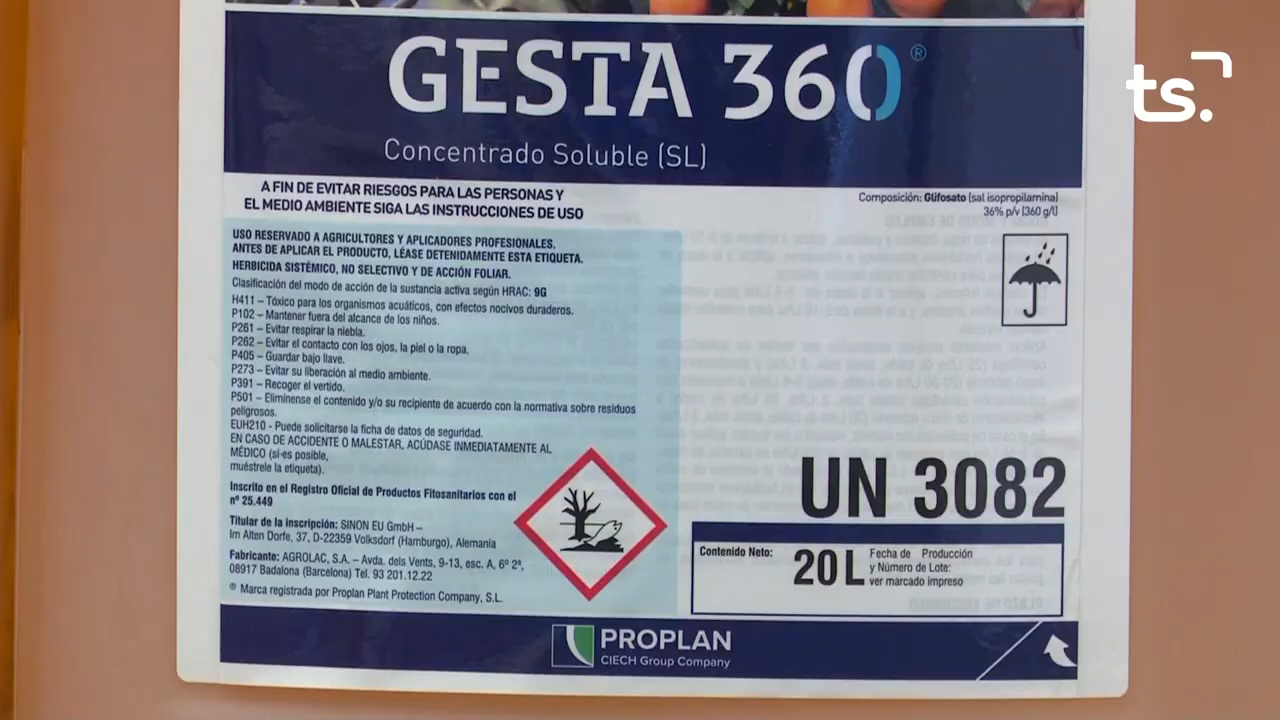 ts.
GESTA 360®
Concentrado Soluble (SL)
A FIN DE EVITAR RIESGOS PARA LAS PERSONAS Y
EL MEDIO AMBIENTE SIGA LAS INSTRUCCIONES DE USO
Composición: Glifosato (sal isopropilamina)
36% p/v (360 g/l)
USO RESERVADO A AGRICULTORES Y APLICADORES PROFESIONALES.
ANTES DE APLICAR EL PRODUCTO, LÉASE DETENIDAMENTE ESTA ETIQUETA.
HERBICIDA SISTÉMICO, NO SELECTIVO Y DE ACCIÓN FOLIAR.
Clasificación del modo de acción de la sustancia activa según HRAC: 9G
H411 – Tóxico para los organismos acuáticos, con efectos nocivos duraderos.
P102 – Mantener fuera del alcance de los niños.
P261 – Evitar respirar la niebla.
P262 – Evitar el contacto con los ojos, la piel o la ropa.
P405 – Guardar bajo llave.
P273 – Evitar su liberación al medio ambiente.
P391 – Recoger el vertido.
P501 – Elimínense el contenido y/o su recipiente de acuerdo con la normativa sobre residuos
peligrosos.
EUH210 - Puede solicitarse la ficha de datos de seguridad.
EN CASO DE ACCIDENTE O MALESTAR, ACÚDASE INMEDIATAMENTE AL
MÉDICO (si es posible,
muéstrele la etiqueta).
Inscrito en el Registro Oficial de Productos Fitosanitarios con el
nº 25.449
Titular de la inscripción: SINON EU GmbH –
Im Alten Dorfe, 37, D-22359 Volksdorf (Hamburgo), Alemania
Fabricante: AGROLAC, S.A. – Avda. dels Vents, 9-13, esc. A, 6º 2ª,
08917 Badalona (Barcelona) Tel. 93 201.12.22
® Marca registrada por Proplan Plant Protection Company, S.L.
UN 3082
Contenido Neto: 20 L
Fecha de Producción
y Número de Lote:
ver marcado impreso
PROPLAN
CIECH Group Company